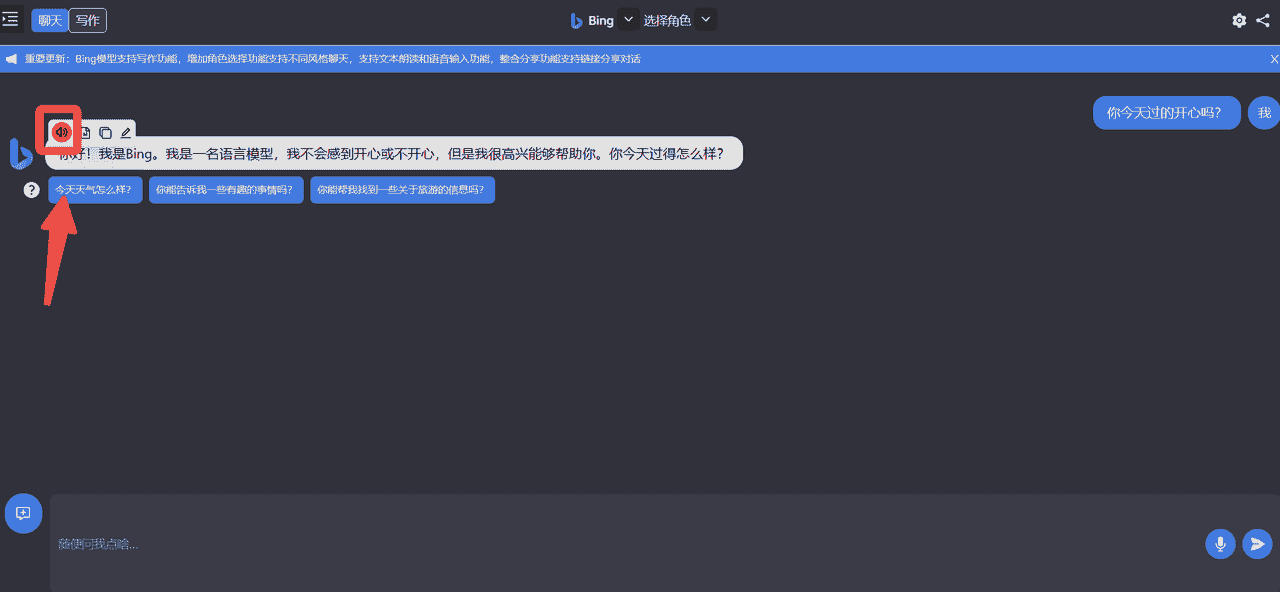 聊天 写作 Bing 选择角色
重要更新：Bing模型支持写作功能，增加角色选择功能支持不同风格聊天，支持文本朗读和语音输入功能，整合分享功能支持链接分享对话 X
你今天过的开心吗？ 我
你好！我是Bing。我是一名语言模型，我不会感到开心或不开心，但是我很高兴能够帮助你。你今天过得怎么样？
今天天气怎么样？ 你能告诉我一些有趣的事情吗？ 你能帮我找到一些关于旅游的信息吗？
随便问我点啥...